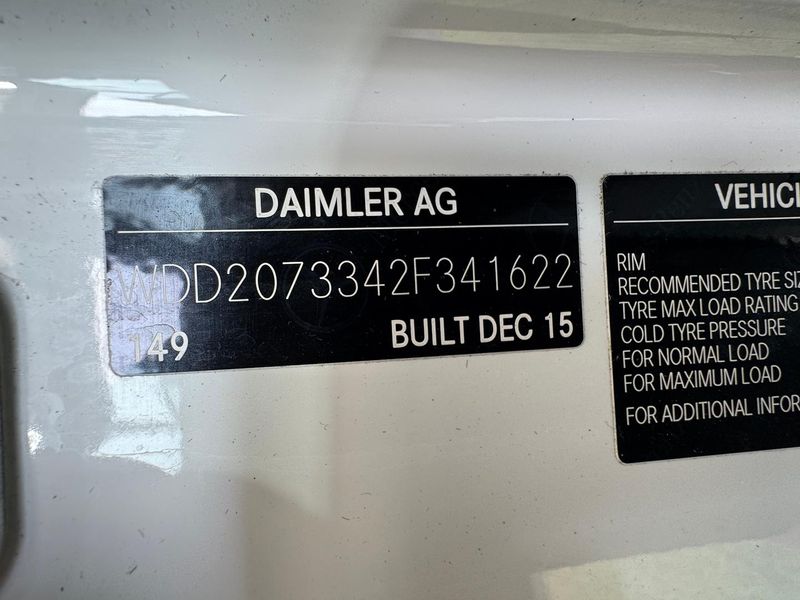 DAIMLER AG
WDD2073342F341622
149
BUILT DEC 15
VEHICL
RIM
RECOMMENDED TYRE SIZ
TYRE MAX LOAD RATING
COLD TYRE PRESSURE
FOR NORMAL LOAD
FOR MAXIMUM LOAD
FOR ADDITIONAL INFOR